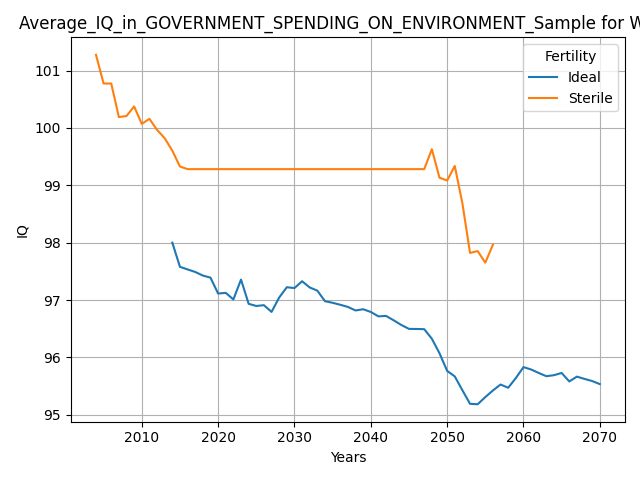 Average_IQ_in_GOVERNMENT_SPENDING_ON_ENVIRONMENT_Sample for W
Fertility
Ideal
Sterile
101
100
99
98
97
96
95
IQ
2010 2020 2030 2040 2050 2060 2070
Years